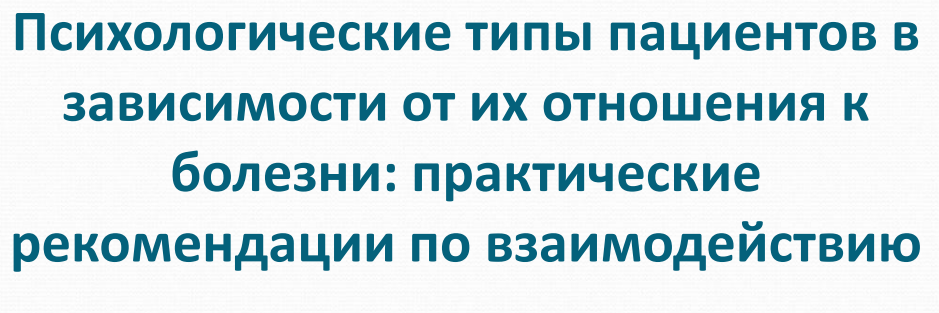 Психологические типы пациентов в
зависимости от их отношения к
болезни: практические
рекомендации по взаимодействию